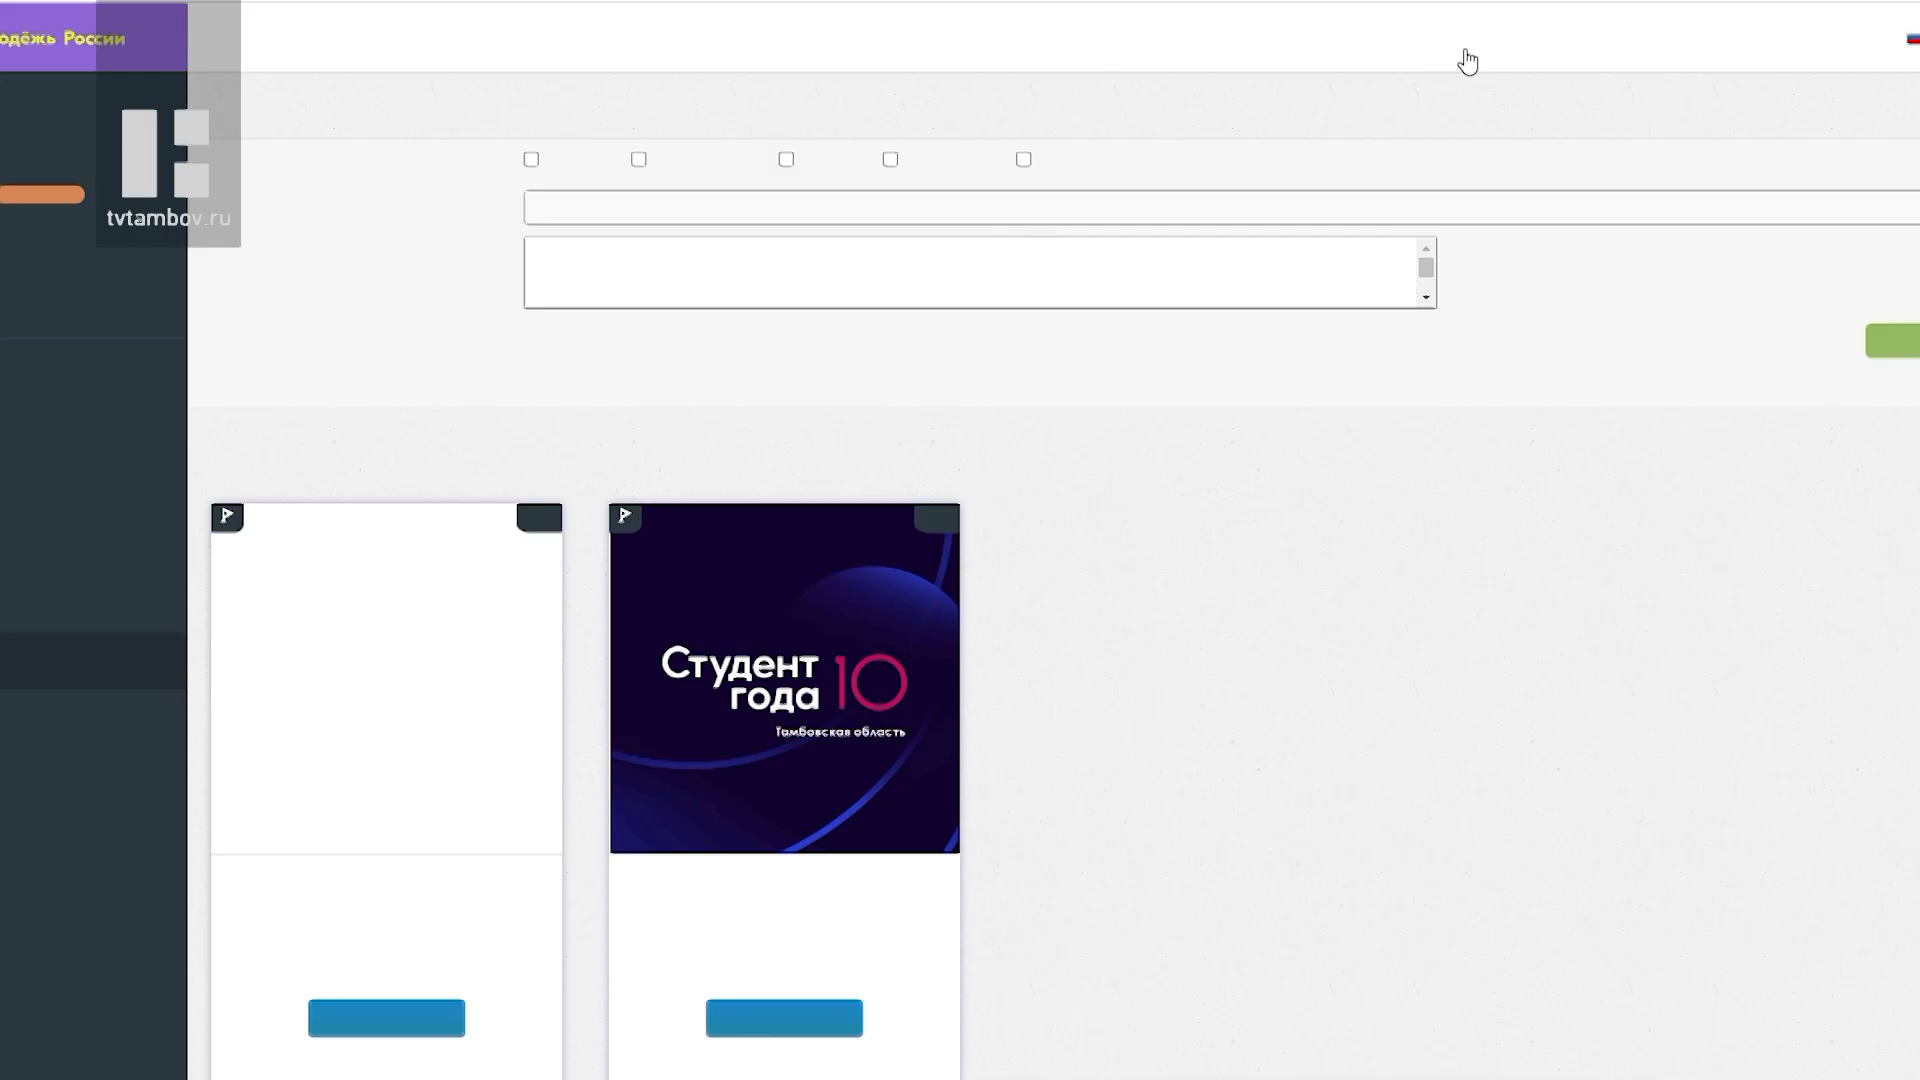 одёжь России
tvtambov.ru
Студент
года 10
Тамбовская область